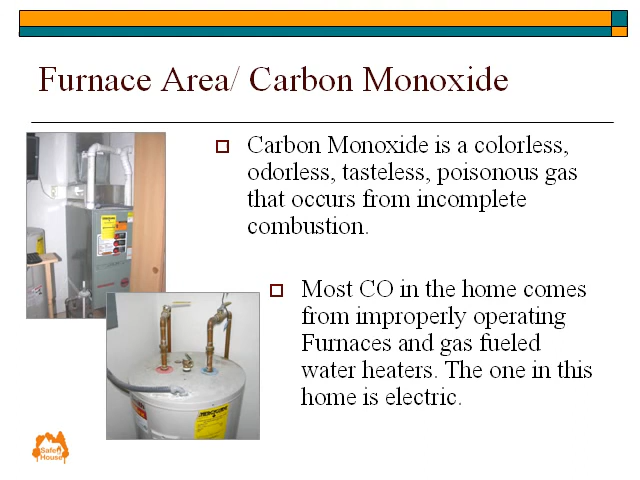 Furnace Area/ Carbon Monoxide
Carbon Monoxide is a colorless,
odorless, tasteless, poisonous gas
that occurs from incomplete
combustion.
Most CO in the home comes
from improperly operating
Furnaces and gas fueled
water heaters. The one in this
home is electric.
Safe
House